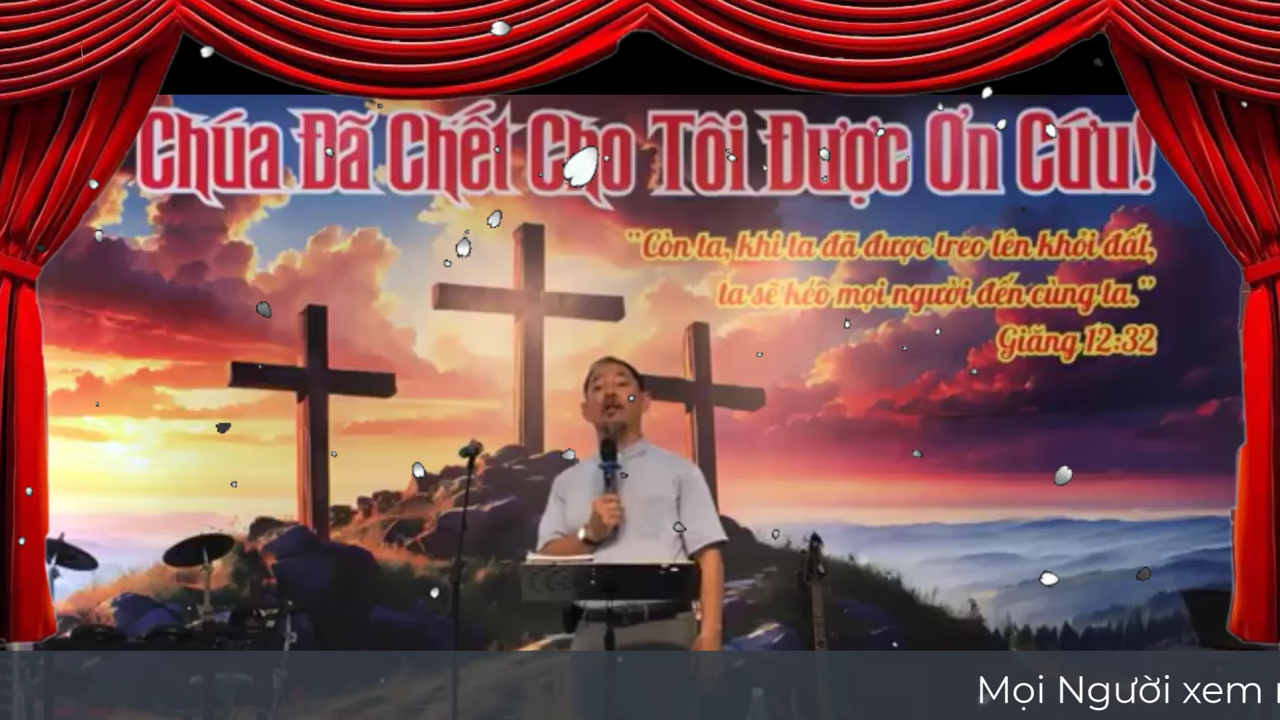 Chúa Đã Chết Cho Tôi Được Ơn Cứu!
"Còn ta, khi ta đã được treo lên khỏi đất,
ta sẽ kéo mọi người đến cùng ta."
Giăng 12:32
Mọi Người xem